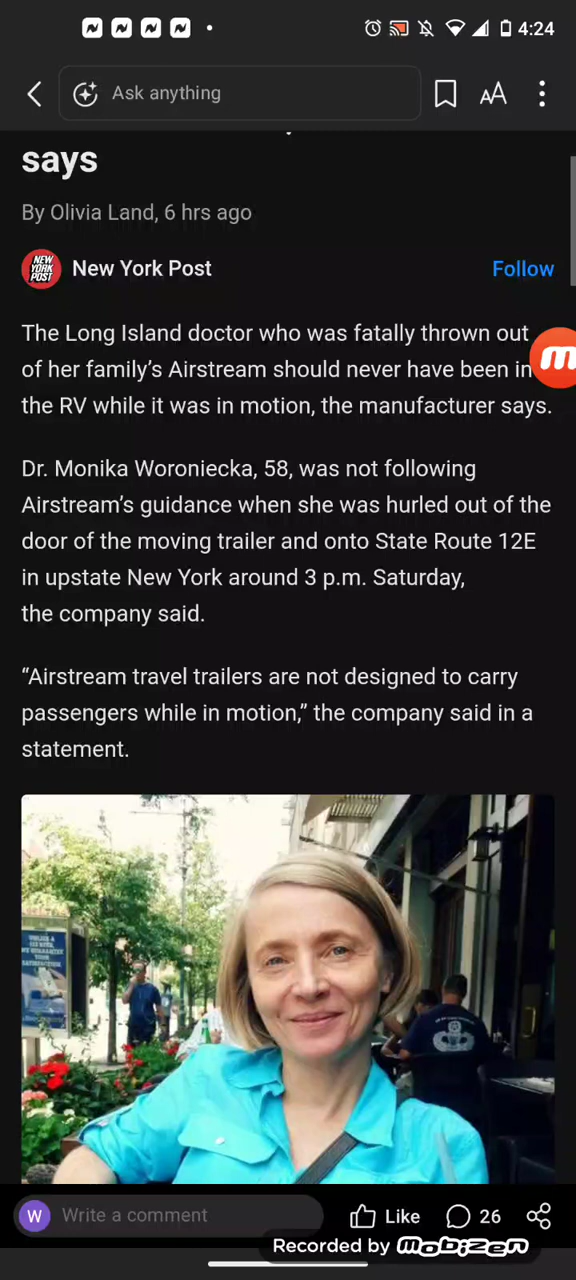 4:24
Ask anything
AA
says
By Olivia Land, 6 hrs ago
NEW
YORK
POST
New York Post
Follow
The Long Island doctor who was fatally thrown out
of her family’s Airstream should never have been in
the RV while it was in motion, the manufacturer says.
Dr. Monika Woroniecka, 58, was not following
Airstream’s guidance when she was hurled out of the
door of the moving trailer and onto State Route 12E
in upstate New York around 3 p.m. Saturday,
the company said.
“Airstream travel trailers are not designed to carry
passengers while in motion,” the company said in a
statement.
W
Write a comment
Like
26
Recorded by mobizen